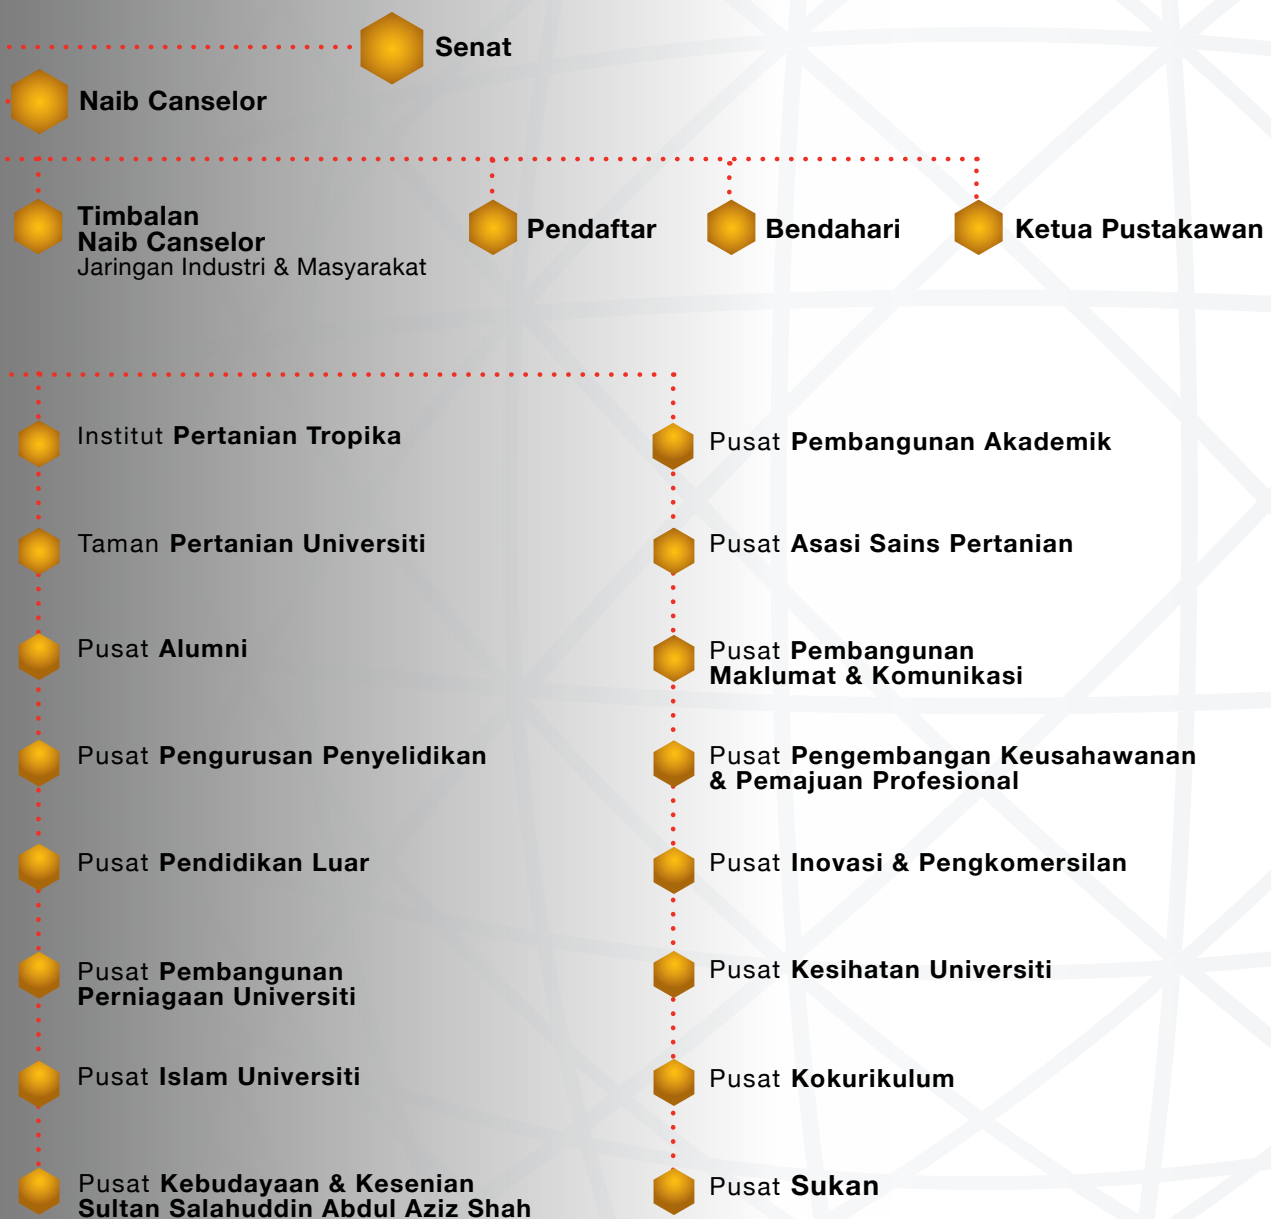 Senat
Naib Canselor
Timbalan
Naib Canselor
Jaringan Industri & Masyarakat
Pendaftar
Bendahari
Ketua Pustakawan
Institut Pertanian Tropika
Taman Pertanian Universiti
Pusat Alumni
Pusat Pengurusan Penyelidikan
Pusat Pendidikan Luar
Pusat Pembangunan
Perniagaan Universiti
Pusat Islam Universiti
Pusat Kebudayaan & Kesenian
Sultan Salahuddin Abdul Aziz Shah
Pusat Pembangunan Akademik
Pusat Asasi Sains Pertanian
Pusat Pembangunan
Maklumat & Komunikasi
Pusat Pengembangan Keusahawanan
& Pemajuan Profesional
Pusat Inovasi & Pengkomersilan
Pusat Kesihatan Universiti
Pusat Kokurikulum
Pusat Sukan